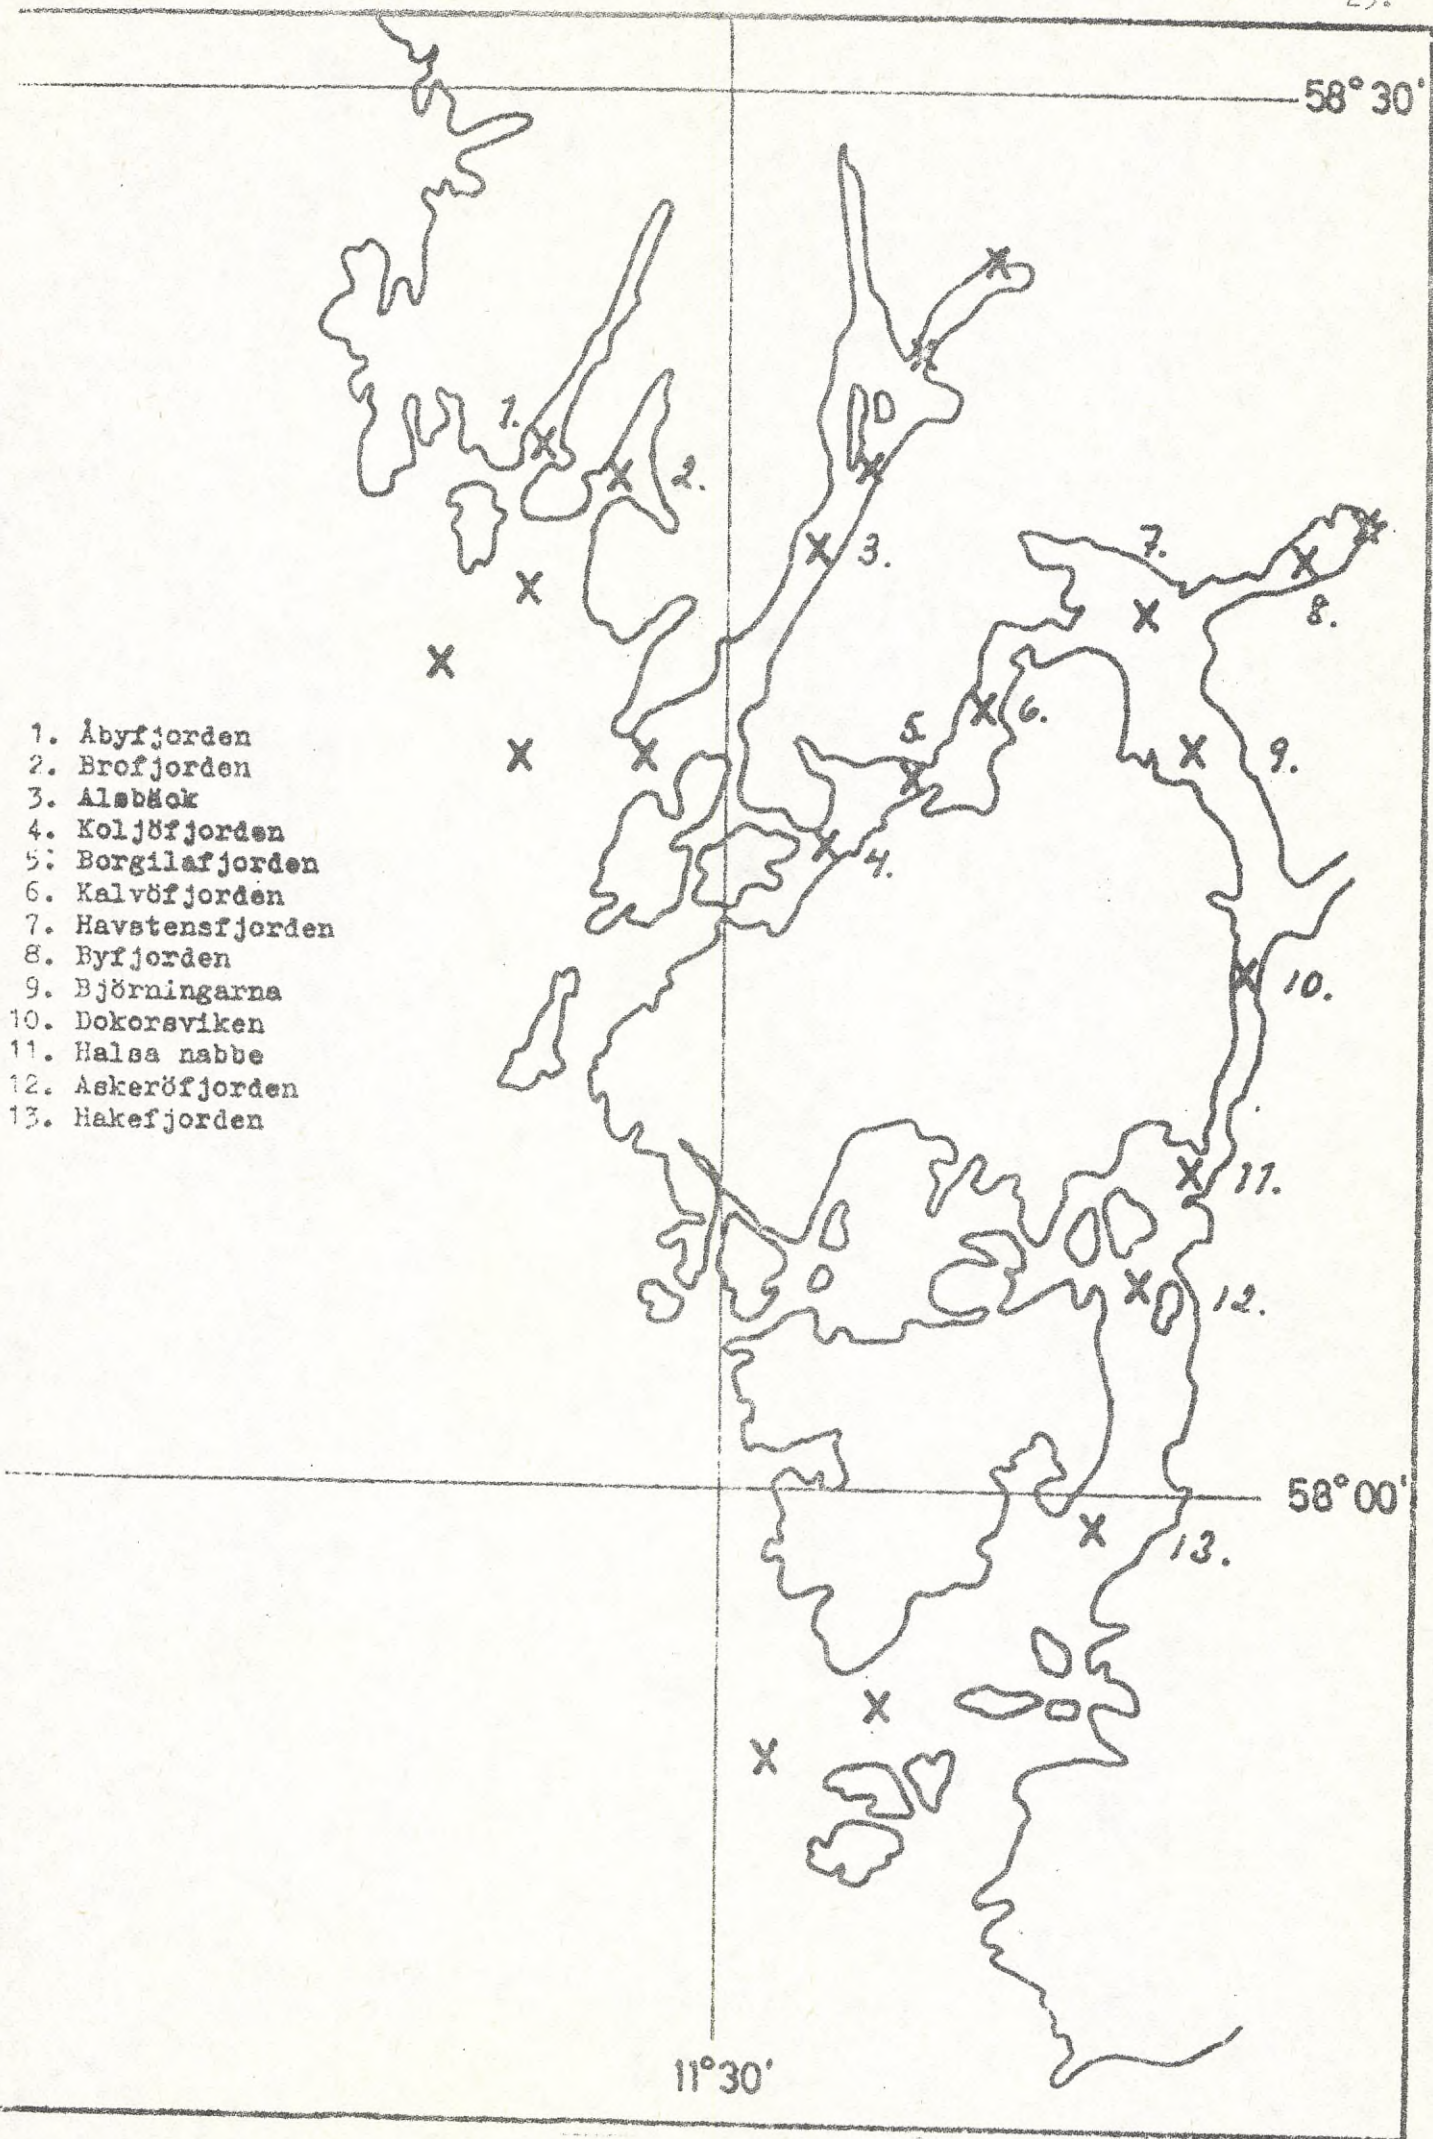 58°30'
1.
2.
3.
7.
8.
6.
5.
9.
4.
1. Åbyfjorden
2. Brofjorden
3. Alsbäck
4. Koljöfjorden
5. Borgilafjorden
6. Kalvöfjorden
7. Havstensfjorden
8. Byfjorden
9. Björningarna
10. Dokorsviken
11. Halsa nabbe
12. Askeröfjorden
13. Hakefjorden
10.
11.
12.
58°00'
13.
11°30'